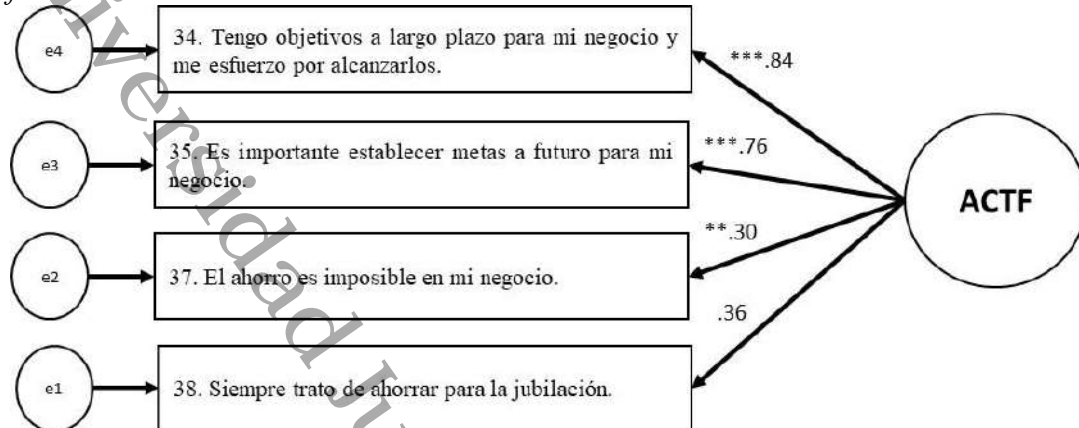 e4
34. Tengo objetivos a largo plazo para mi negocio y
me esfuerzo por alcanzarlos.
***.84
e3
35. Es importante establecer metas a futuro para mi
negocio.
***.76
ACTF
e2
37. El ahorro es imposible en mi negocio.
**.30
e1
38. Siempre trato de ahorrar para la jubilación.
.36